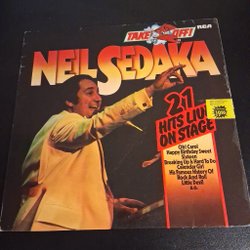 TAKE OFF!
RCA
NEIL SEDAKA
21
HITS LIVE
ON STAGE
Oh! Carol
Happy Birthday Sweet
Sixteen
Breaking Up Is Hard To Do
Calendar Girl
His Famous History Of
Rock And Roll
Little Devil